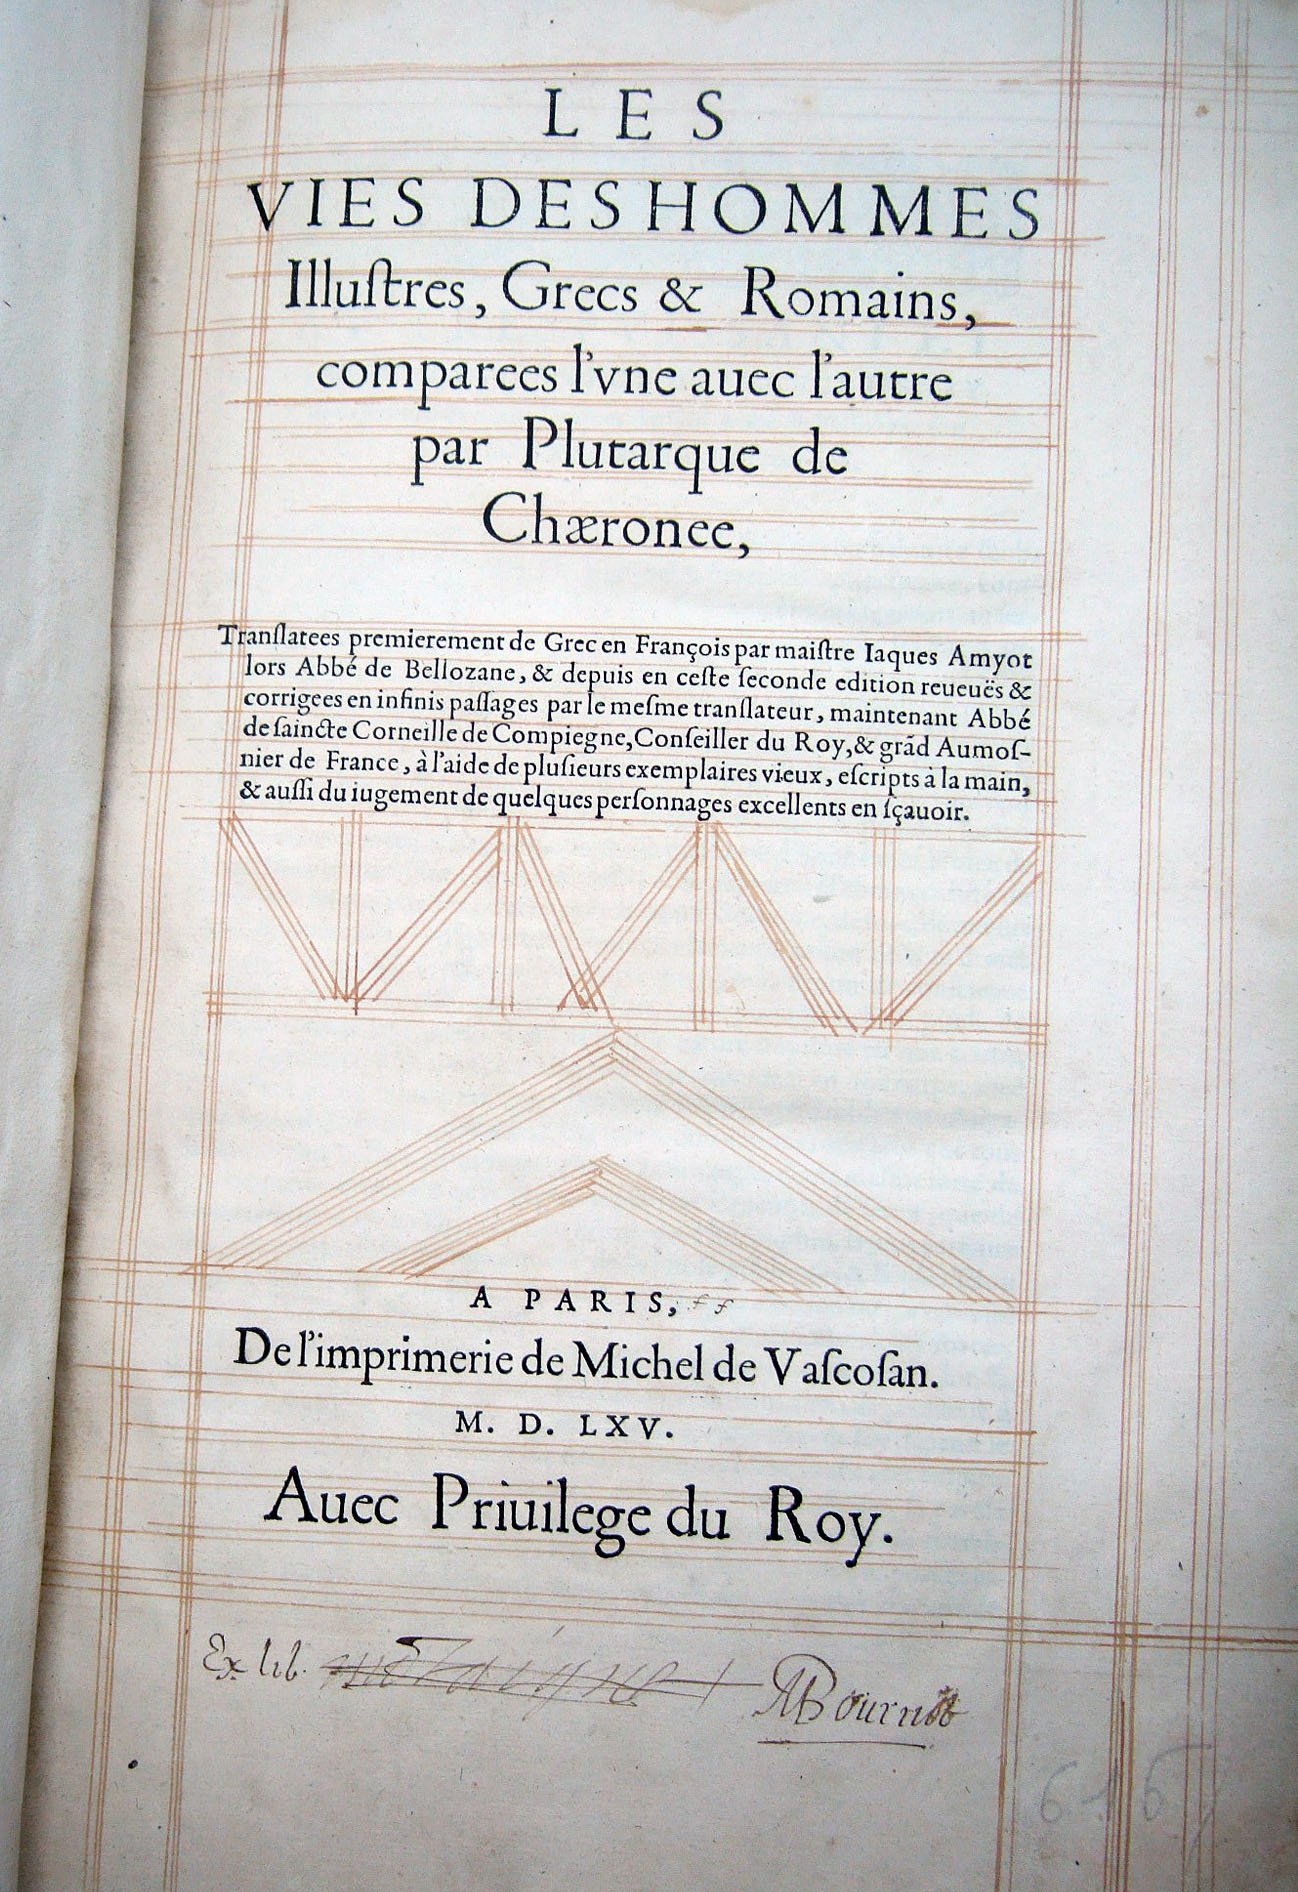 LES
VIES DES HOMMES
Illuſtres, Grecs & Romains,
comparees l'vne auec l'autre
par Plutarque de
Chæronee,
Tranſlatees premierement de Grec en François par maiſtre Iaques Amyot
lors Abbé de Bellozane, & depuis en ceſte ſeconde edition reueuës &
corrigees en infinis paſſages par le meſme tranſlateur, maintenant Abbé
de ſaincte Corneille de Compiegne, Conſeiller du Roy, & grãd Aumoſ-
nier de France, à l'aide de pluſieurs exemplaires vieux, eſcripts à la main,
& auſſi du iugement de quelques perſonnages excellents en ſçauoir.
A PARIS,
De l'imprimerie de Michel de Vaſcoſan.
M. D. LXV.
Auec Priuilege du Roy.
Ex lib.